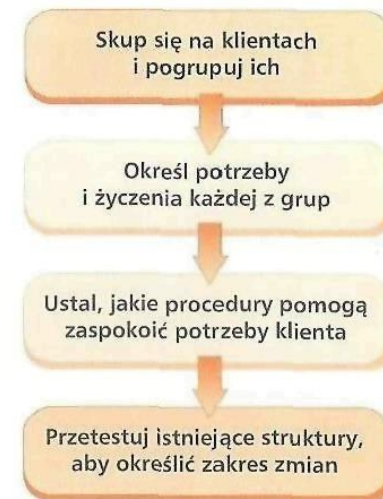 Skup się na klientach
i pogrupuj ich
Określ potrzeby
i życzenia każdej z grup
Ustal, jakie procedury pomogą
zaspokoić potrzeby klienta
Przetestuj istniejące struktury,
aby określić zakres zmian